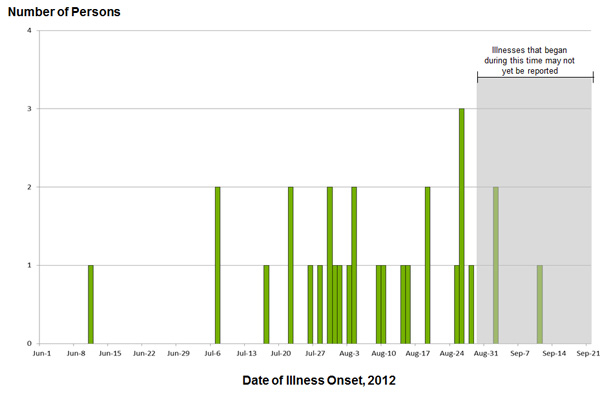 Number of Persons
4
Illnesses that began
during this time may not
yet be reported
3
2
1
0
Jun-1 Jun-8 Jun-15 Jun-22 Jun-29 Jul-6 Jul-13 Jul-20 Jul-27 Aug-3 Aug-10 Aug-17 Aug-24 Aug-31 Sep-7 Sep-14 Sep-21
Date of Illness Onset, 2012